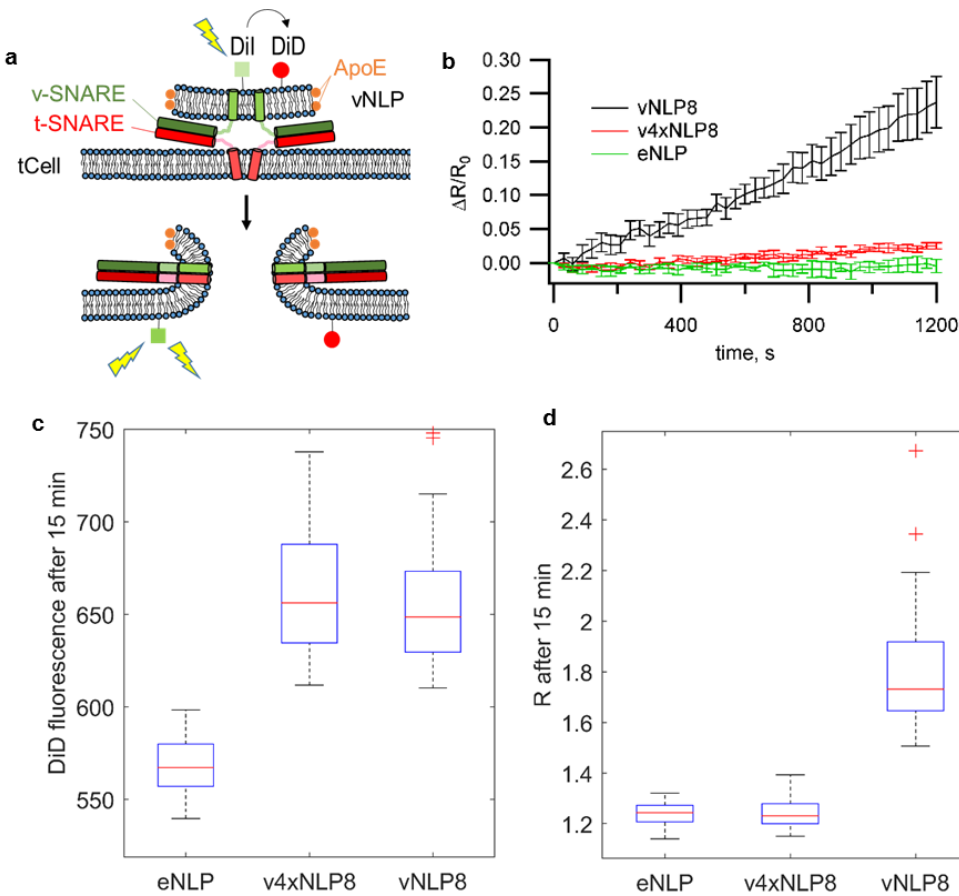 a
DiI DiD
ApoE
vNLP
v-SNARE
t-SNARE
tCell
b
ΔR/R0
0.30
0.25
0.20
0.15
0.10
0.05
0.00
vNLP8
v4xNLP8
eNLP
0 400 800 1200
time, s
c
DiD fluorescence after 15 min
750
700
650
600
550
eNLP v4xNLP8 vNLP8
d
R after 15 min
2.6
2.4
2.2
2
1.8
1.6
1.4
1.2
eNLP v4xNLP8 vNLP8